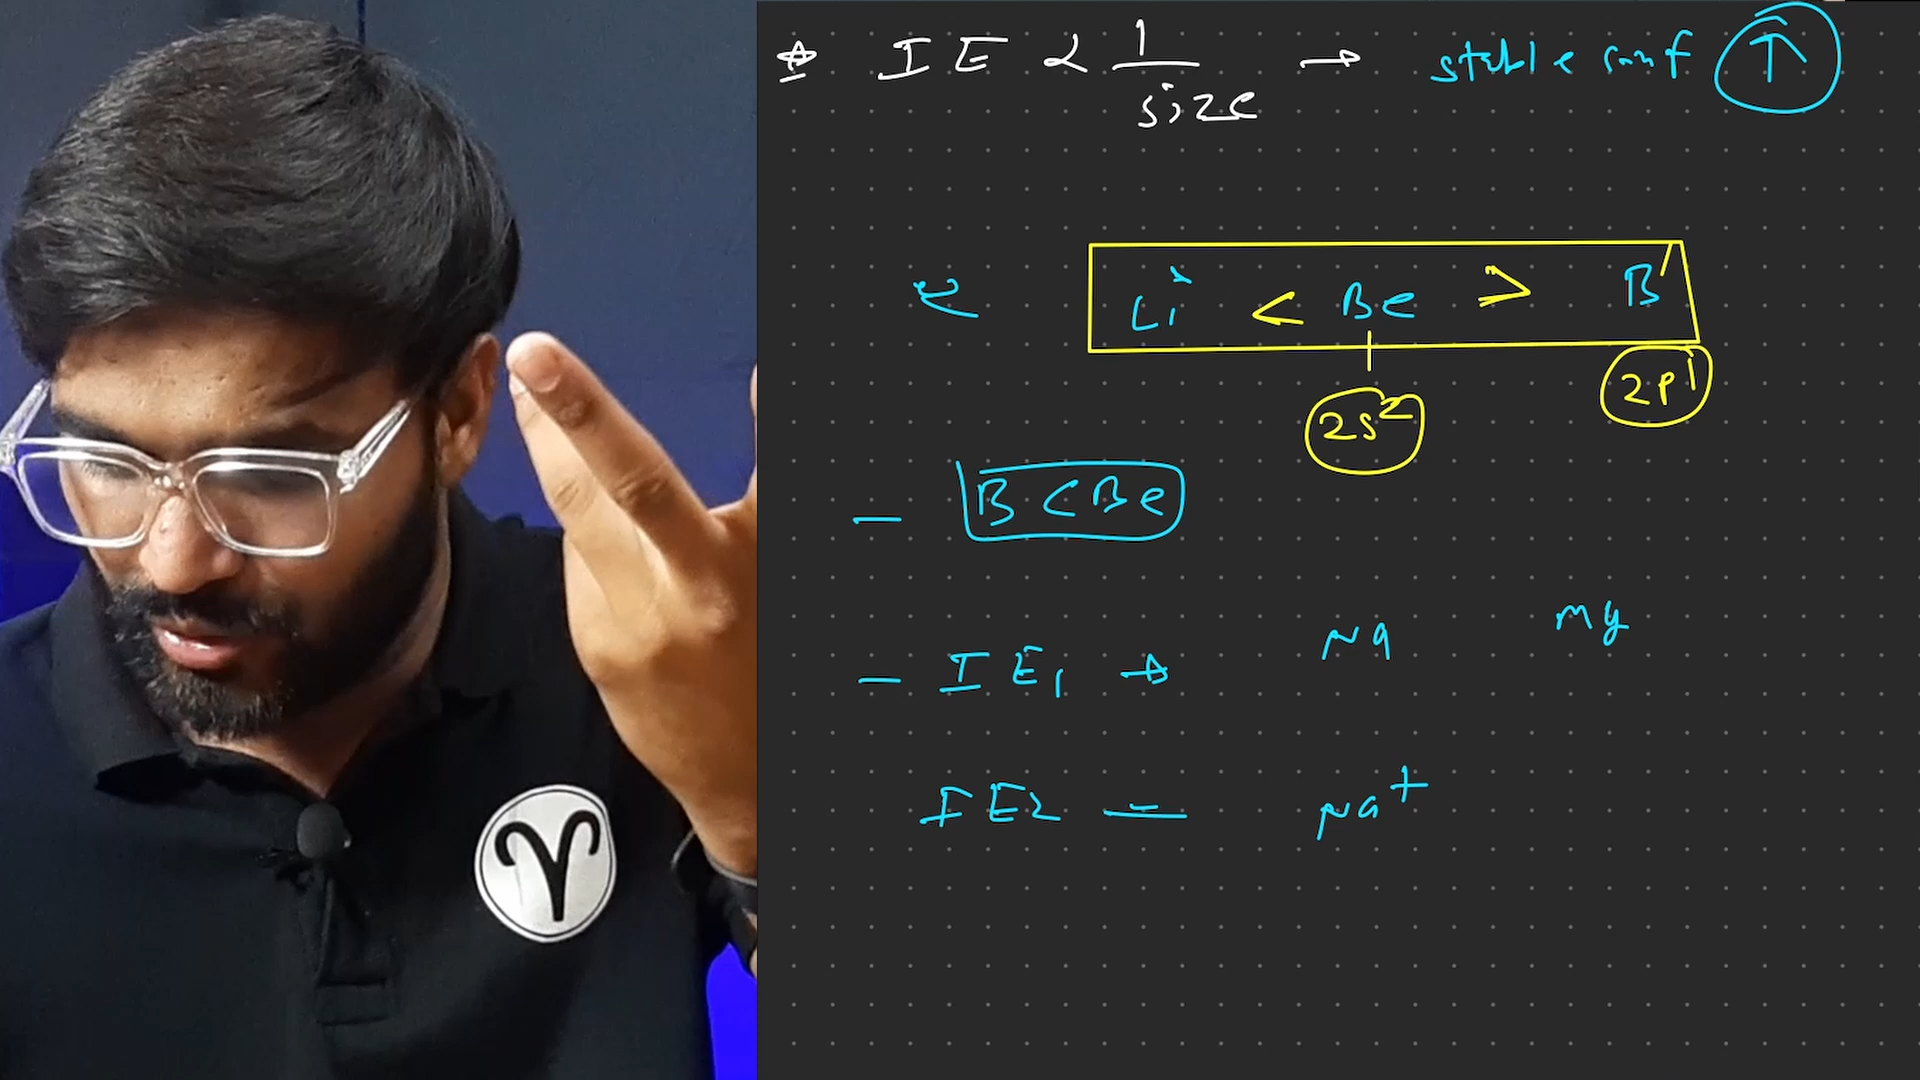 * IE ∝ 1/size → stable conf ↑
Li < Be > B
2s² 2p¹
- B < Be
- IE₁ → Na Mg
IE2 = Na⁺